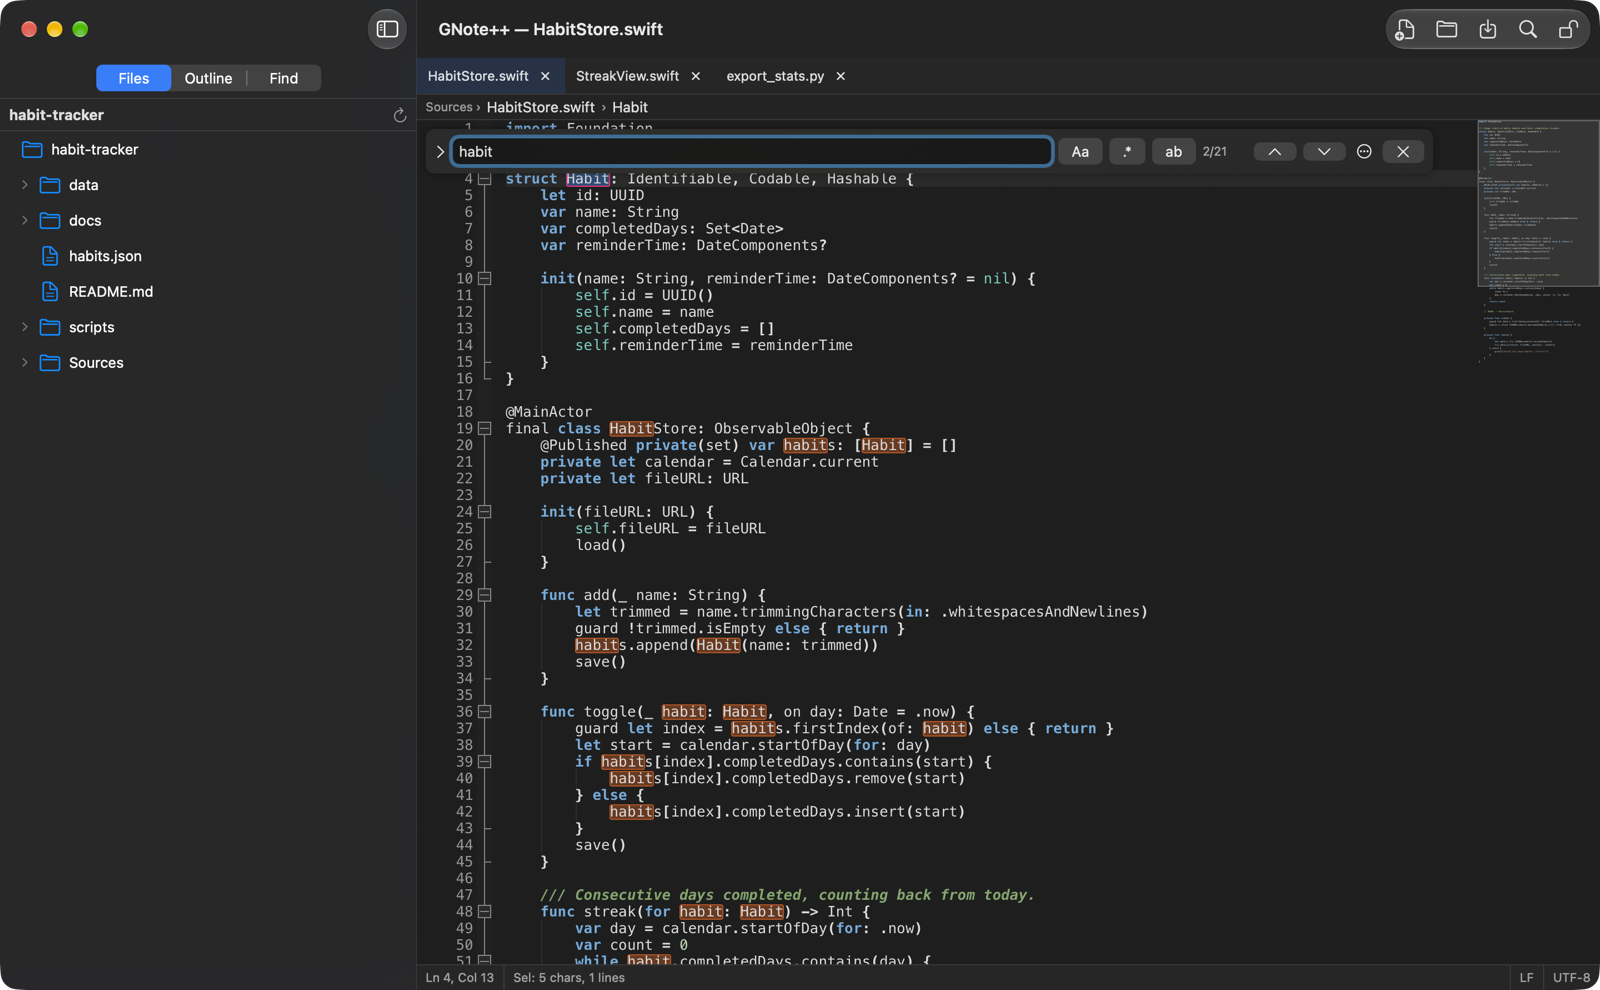 GNote++ — HabitStore.swift
Files Outline Find
HabitStore.swift × StreakView.swift × export_stats.py ×
Sources › HabitStore.swift › Habit
habit-tracker
habit-tracker
data
docs
habits.json
README.md
scripts
Sources
habit Aa .* ab 2/21
1 import Foundation
4 struct Habit: Identifiable, Codable, Hashable {
5 let id: UUID
6 var name: String
7 var completedDays: Set<Date>
8 var reminderTime: DateComponents?
9
10 init(name: String, reminderTime: DateComponents? = nil) {
11 self.id = UUID()
12 self.name = name
13 self.completedDays = []
14 self.reminderTime = reminderTime
15 }
16 }
17
18 @MainActor
19 final class HabitStore: ObservableObject {
20 @Published private(set) var habits: [Habit] = []
21 private let calendar = Calendar.current
22 private let fileURL: URL
23
24 init(fileURL: URL) {
25 self.fileURL = fileURL
26 load()
27 }
28
29 func add(_ name: String) {
30 let trimmed = name.trimmingCharacters(in: .whitespacesAndNewlines)
31 guard !trimmed.isEmpty else { return }
32 habits.append(Habit(name: trimmed))
33 save()
34 }
35
36 func toggle(_ habit: Habit, on day: Date = .now) {
37 guard let index = habits.firstIndex(of: habit) else { return }
38 let start = calendar.startOfDay(for: day)
39 if habits[index].completedDays.contains(start) {
40 habits[index].completedDays.remove(start)
41 } else {
42 habits[index].completedDays.insert(start)
43 }
44 save()
45 }
46
47 /// Consecutive days completed, counting back from today.
48 func streak(for habit: Habit) -> Int {
49 var day = calendar.startOfDay(for: .now)
50 var count = 0
51 while habit.completedDays.contains(day) {
Ln 4, Col 13 Sel: 5 chars, 1 lines LF UTF-8